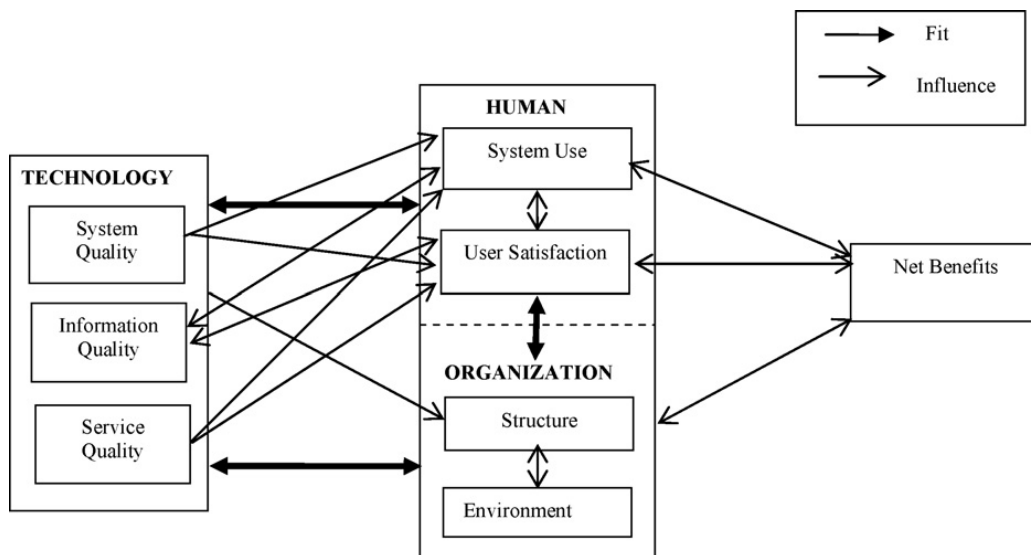 Fit
Influence
HUMAN
System Use
TECHNOLOGY
System
Quality
User Satisfaction
Net Benefits
Information
Quality
ORGANIZATION
Service
Quality
Structure
Environment